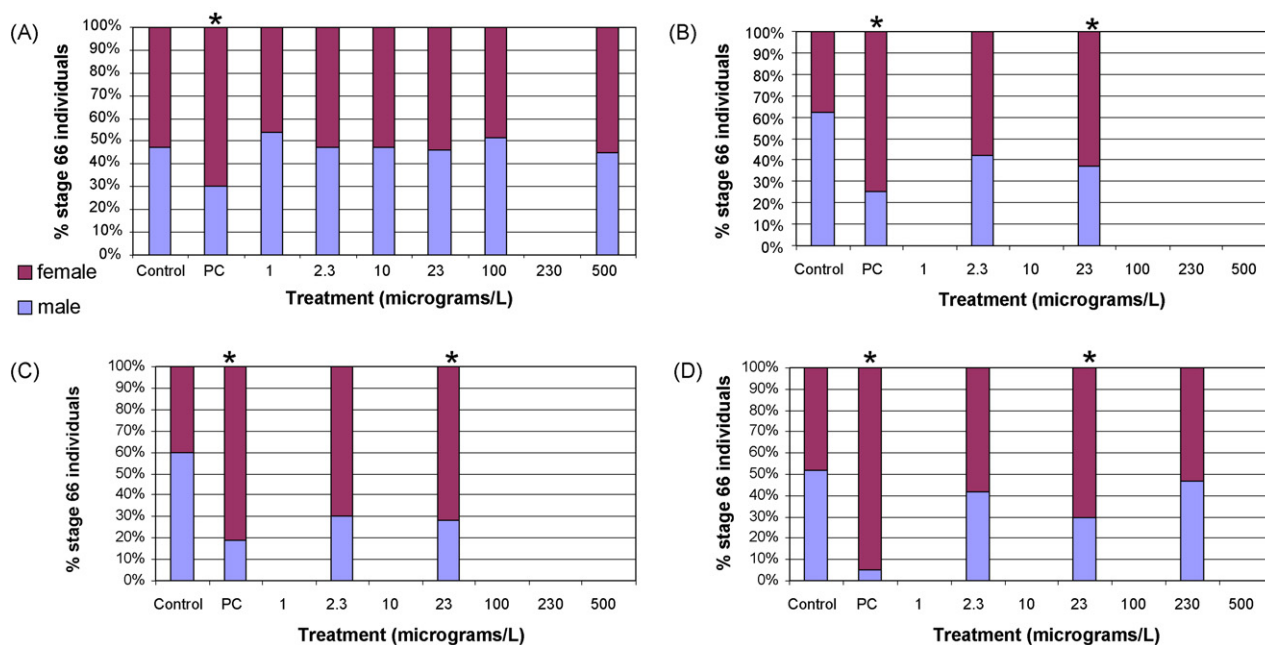 (A)
*
% stage 66 individuals
100%
90%
80%
70%
60%
50%
40%
30%
20%
10%
0%
Control PC 1 2.3 10 23 100 230 500
Treatment (micrograms/L)
female
male
(B)
* *
% stage 66 individuals
100%
90%
80%
70%
60%
50%
40%
30%
20%
10%
0%
Control PC 1 2.3 10 23 100 230 500
Treatment (micrograms/L)
(C)
* *
% stage 66 individuals
100%
90%
80%
70%
60%
50%
40%
30%
20%
10%
0%
Control PC 1 2.3 10 23 100 230 500
Treatment (micrograms/L)
(D)
* *
% stage 66 individuals
100%
90%
80%
70%
60%
50%
40%
30%
20%
10%
0%
Control PC 1 2.3 10 23 100 230 500
Treatment (micrograms/L)